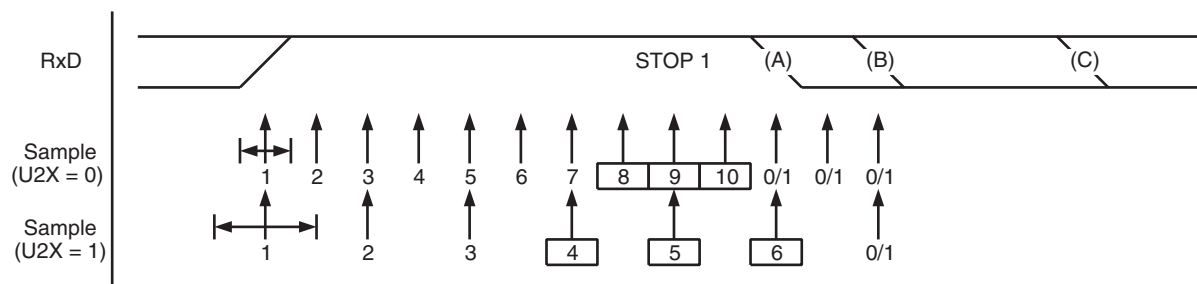 RxD STOP 1 (A) (B) (C)
Sample
(U2X = 0)
1 2 3 4 5 6 7 8 9 10 0/1 0/1 0/1
Sample
(U2X = 1)
1 2 3 4 5 6 0/1